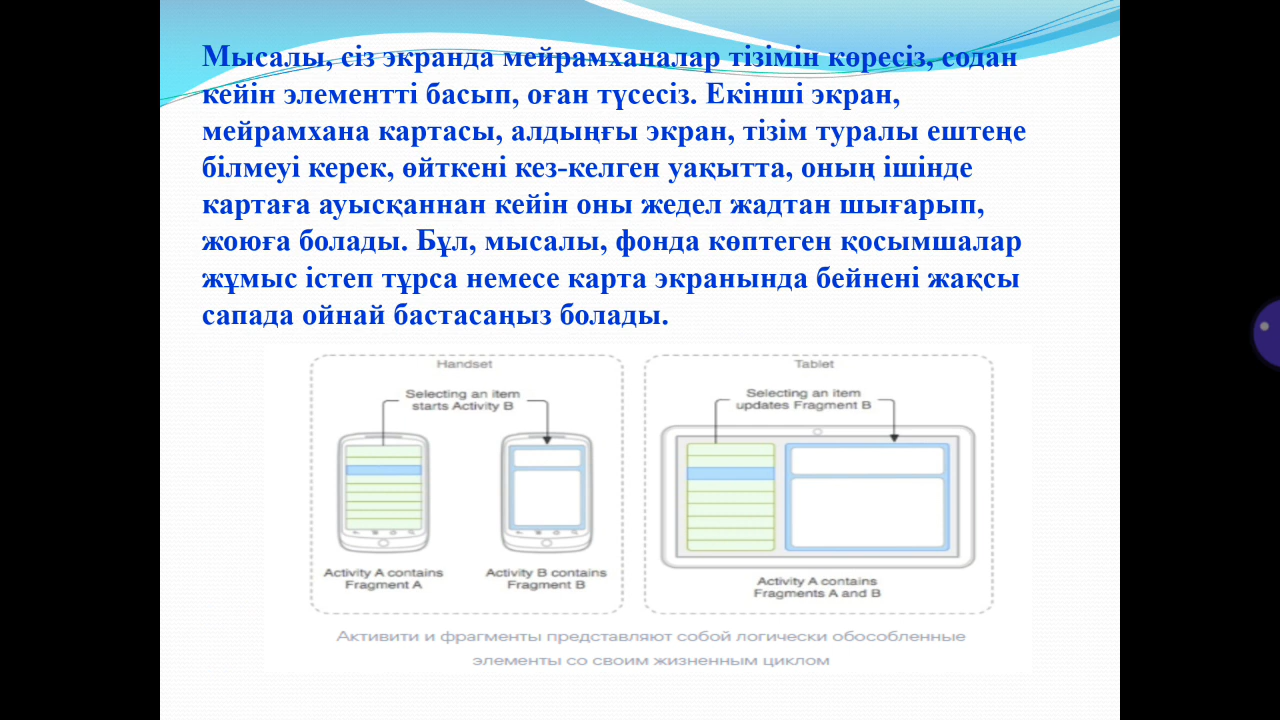 Мысалы, сіз экранда мейрамханалар тізімін көресіз, содан
кейін элементті басып, оған түсесіз. Екінші экран,
мейрамхана картасы, алдыңғы экран, тізім туралы ештеңе
білмеуі керек, өйткені кез-келген уақытта, оның ішінде
картаға ауысқаннан кейін оны жедел жадтан шығарып,
жоюға болады. Бұл, мысалы, фонда көптеген қосымшалар
жұмыс істеп тұрса немесе карта экранында бейнені жақсы
сапада ойнай бастасаңыз болады.
Handset
Selecting an item
starts Activity B
Activity A contains
Fragment A
Activity B contains
Fragment B
Tablet
Selecting an item
updates Fragment B
Activity A contains
Fragments A and B
Активити и фрагменты представляют собой логически обособленные
элементы со своим жизненным циклом